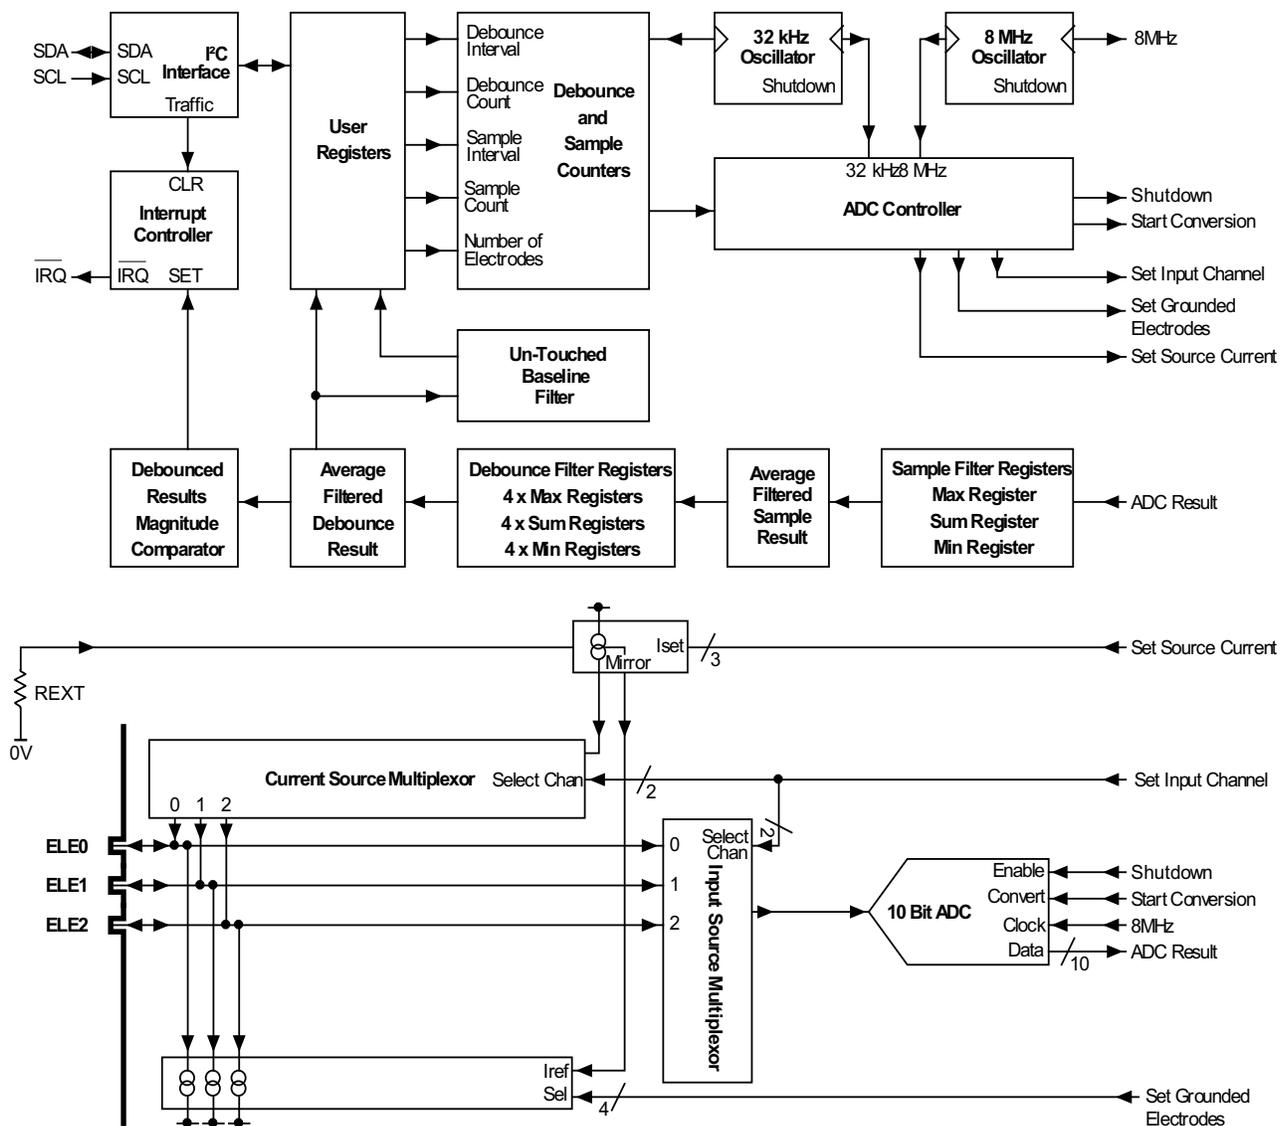 SDA
SCL
SDA
SCL
I²C
Interface
Traffic
CLR
Interrupt
Controller
IRQ
IRQ
SET
User
Registers
Debounce
Interval
Debounce
Count
Sample
Interval
Sample
Count
Number of
Electrodes
Debounce
and
Sample
Counters
32 kHz
Oscillator
Shutdown
8 MHz
Oscillator
Shutdown
8MHz
32 kHz
8 MHz
ADC Controller
Shutdown
Start Conversion
Set Input Channel
Set Grounded
Electrodes
Set Source Current
Un-Touched
Baseline
Filter
Debounced
Results
Magnitude
Comparator
Average
Filtered
Debounce
Result
Debounce Filter Registers
4 x Max Registers
4 x Sum Registers
4 x Min Registers
Average
Filtered
Sample
Result
Sample Filter Registers
Max Register
Sum Register
Min Register
ADC Result
REXT
0V
Iset
Mirror
3
Set Source Current
Current Source Multiplexor
Select Chan
2
Set Input Channel
0 1 2
ELE0
ELE1
ELE2
0
1
2
Select
Chan
2
Input Source Multiplexor
10 Bit ADC
Enable
Convert
Clock
Data
10
Shutdown
Start Conversion
8MHz
ADC Result
Iref
Sel
4
Set Grounded
Electrodes